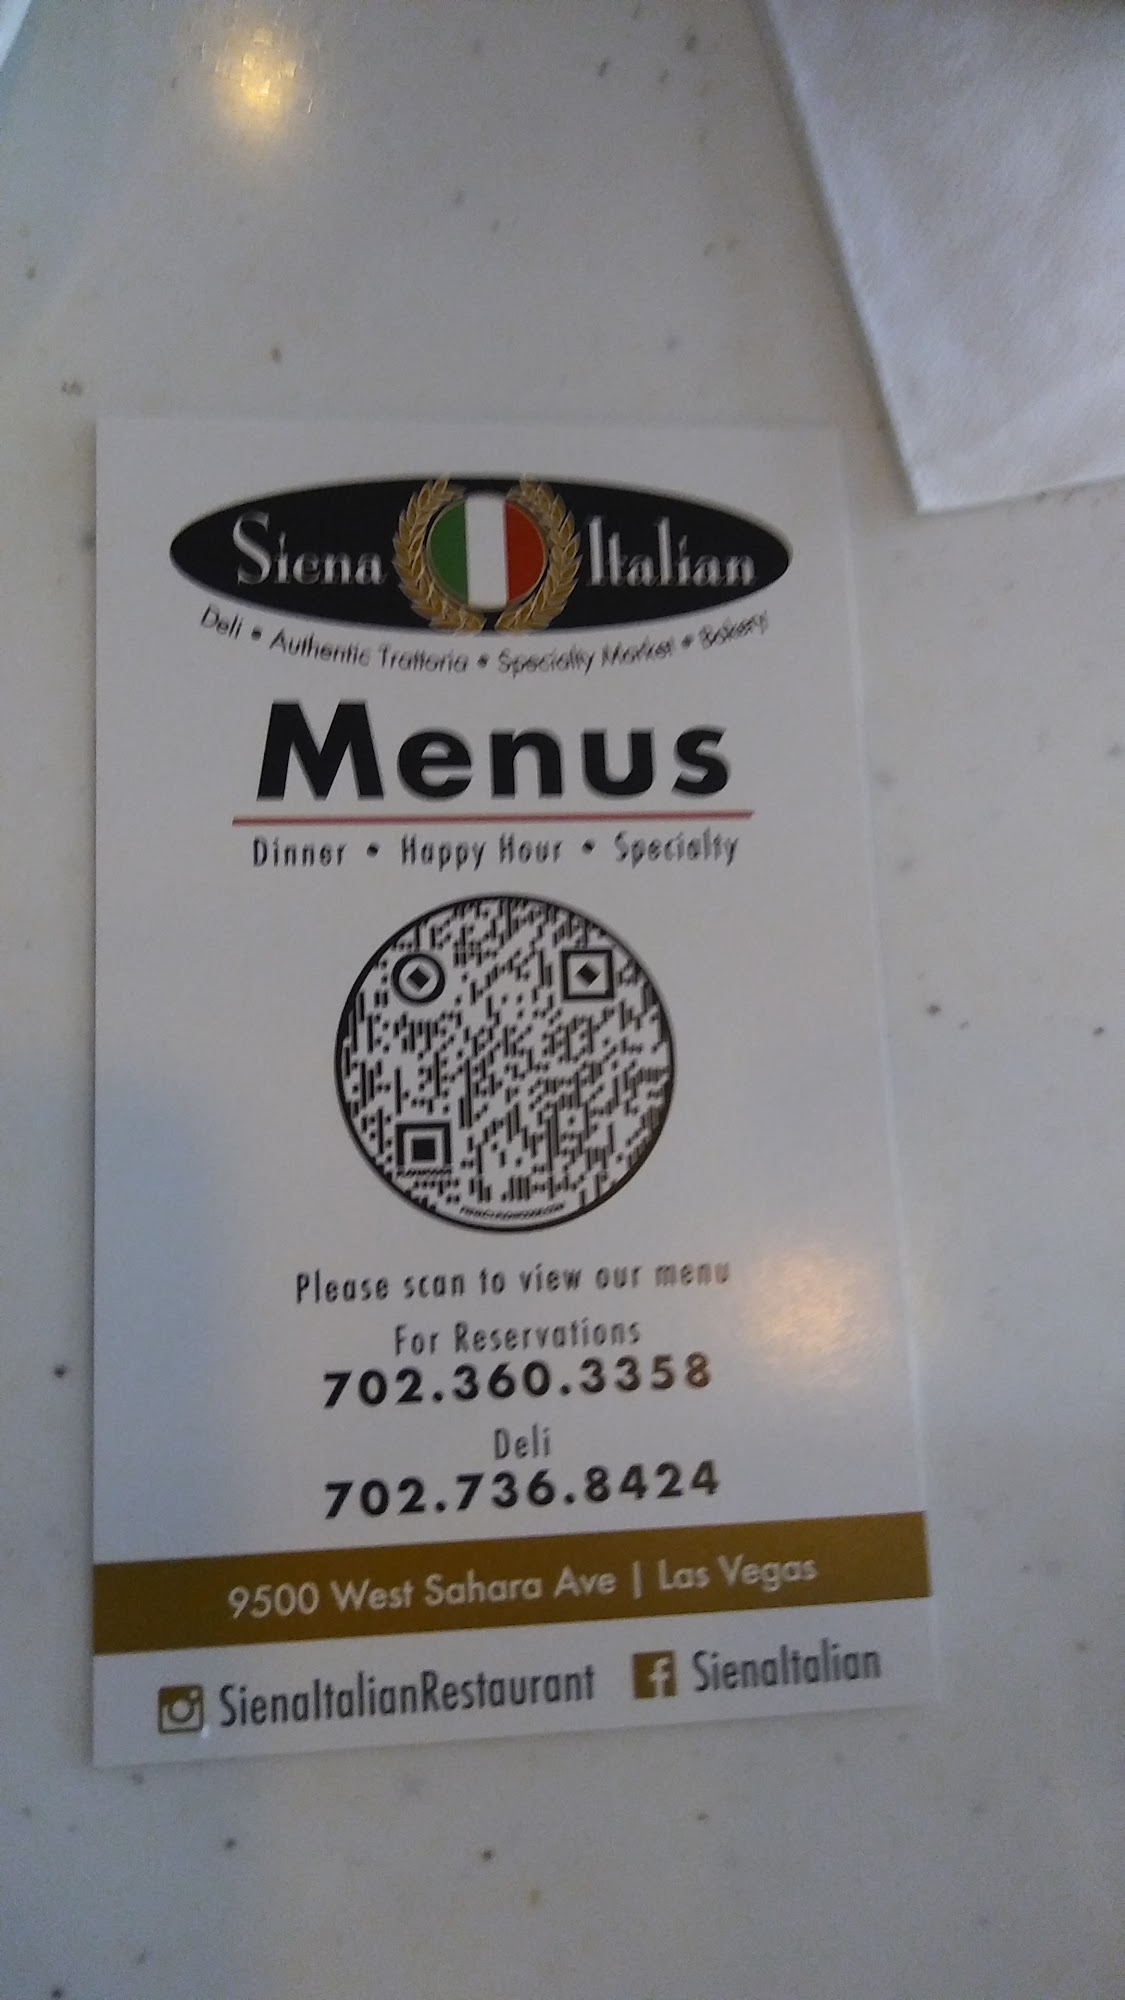 Siena Italian
Deli • Authentic Trattoria • Specialty Market • Bakery
Menus
Dinner • Happy Hour • Specialty
Please scan to view our menu
For Reservations
702.360.3358
Deli
702.736.8424
9500 West Sahara Ave | Las Vegas
SienaItalianRestaurant SienaItalian